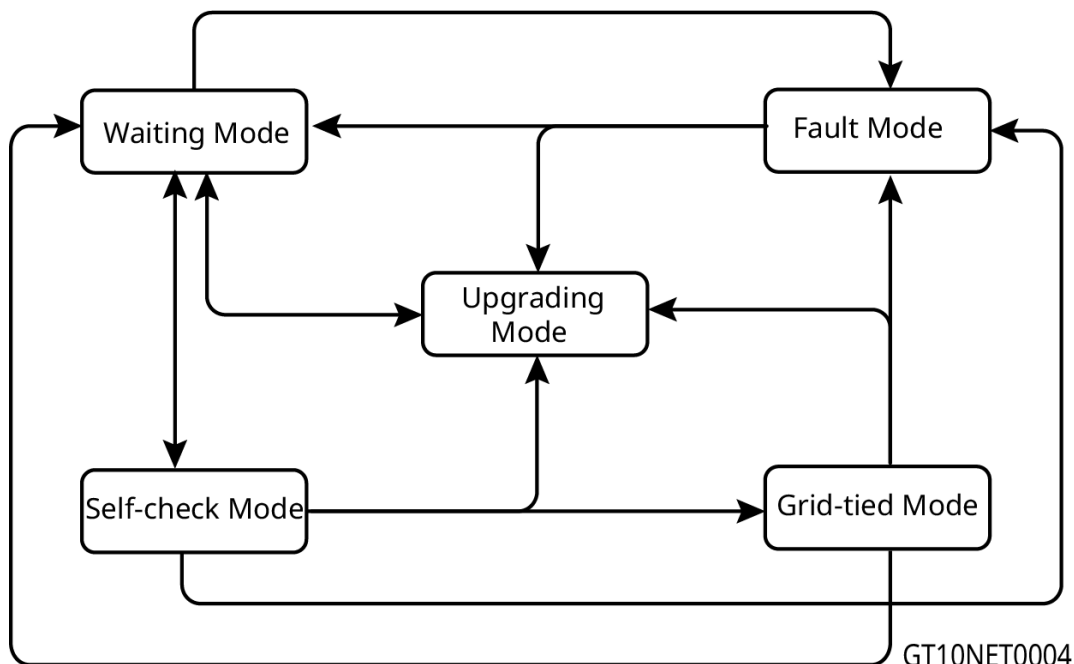 Waiting Mode
Fault Mode
Upgrading
Mode
Self-check Mode
Grid-tied Mode
GT10NET0004